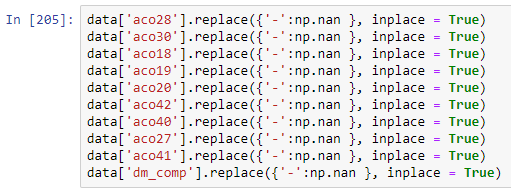 In [205]: data['aco28'].replace({'-':np.nan }, inplace = True)
data['aco30'].replace({'-':np.nan }, inplace = True)
data['aco18'].replace({'-':np.nan }, inplace = True)
data['aco19'].replace({'-':np.nan }, inplace = True)
data['aco20'].replace({'-':np.nan }, inplace = True)
data['aco42'].replace({'-':np.nan }, inplace = True)
data['aco40'].replace({'-':np.nan }, inplace = True)
data['aco27'].replace({'-':np.nan }, inplace = True)
data['aco41'].replace({'-':np.nan }, inplace = True)
data['dm_comp'].replace({'-':np.nan }, inplace = True)